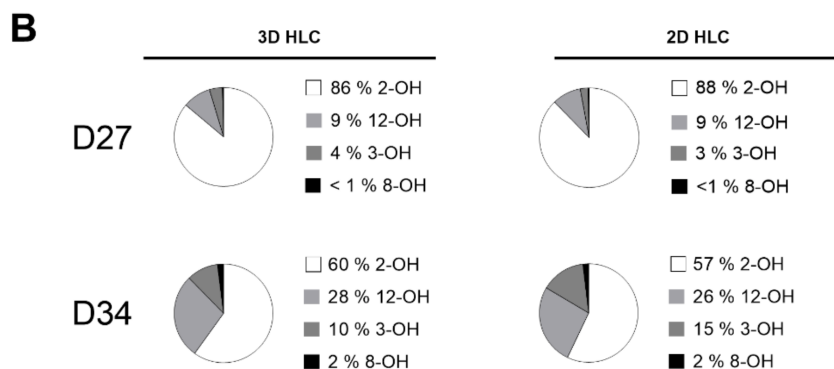 B
3D HLC
2D HLC
D27
86 % 2-OH
9 % 12-OH
4 % 3-OH
< 1 % 8-OH
88 % 2-OH
9 % 12-OH
3 % 3-OH
<1 % 8-OH
D34
60 % 2-OH
28 % 12-OH
10 % 3-OH
2 % 8-OH
57 % 2-OH
26 % 12-OH
15 % 3-OH
2 % 8-OH